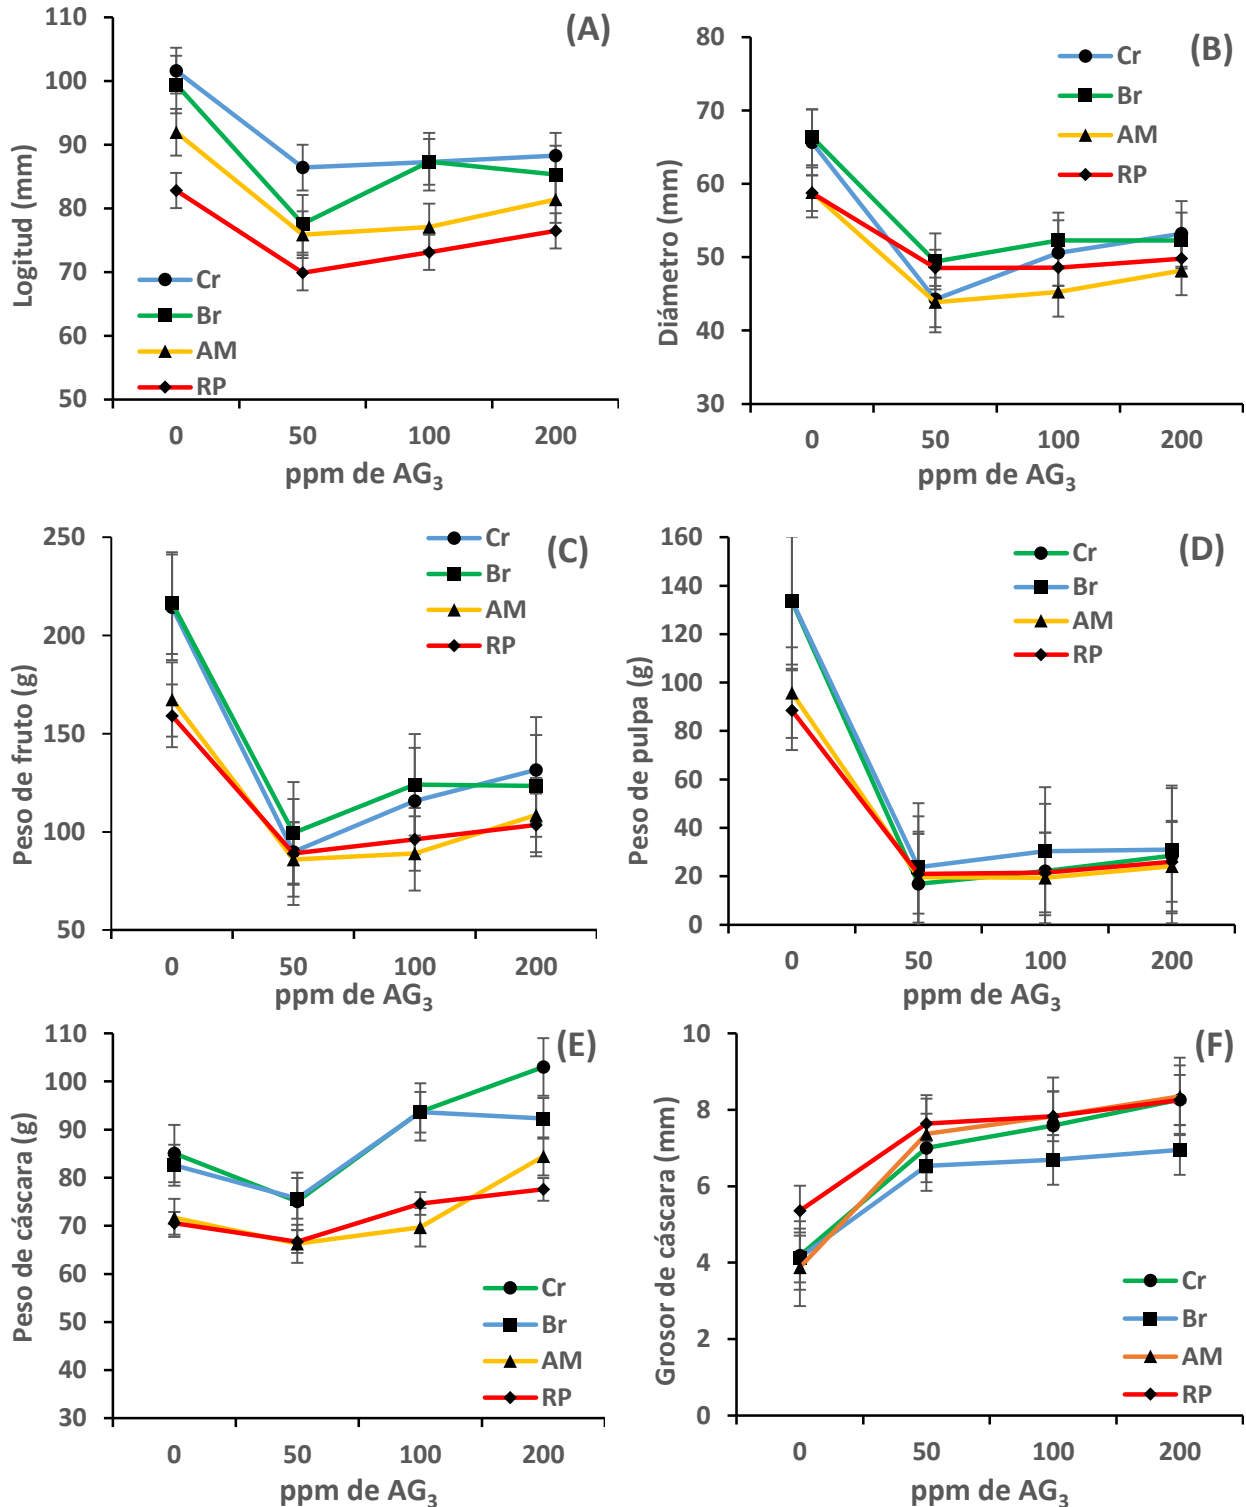 (A)
110
100
90
80
70
60
50
Logitud (mm)
Cr
Br
AM
RP
0 50 100 200
ppm de AG₃
(B)
80
70
60
50
40
30
Diámetro (mm)
Cr
Br
AM
RP
0 50 100 200
ppm de AG₃
(C)
250
200
150
100
50
Peso de fruto (g)
Cr
Br
AM
RP
0 50 100 200
ppm de AG₃
(D)
160
140
120
100
80
60
40
20
0
Peso de pulpa (g)
Cr
Br
AM
RP
0 50 100 200
ppm de AG₃
(E)
110
100
90
80
70
60
50
40
30
Peso de cáscara (g)
Cr
Br
AM
RP
0 50 100 200
ppm de AG₃
(F)
10
8
6
4
2
0
Grosor de cáscara (mm)
Cr
Br
AM
RP
0 50 100 200
ppm de AG₃